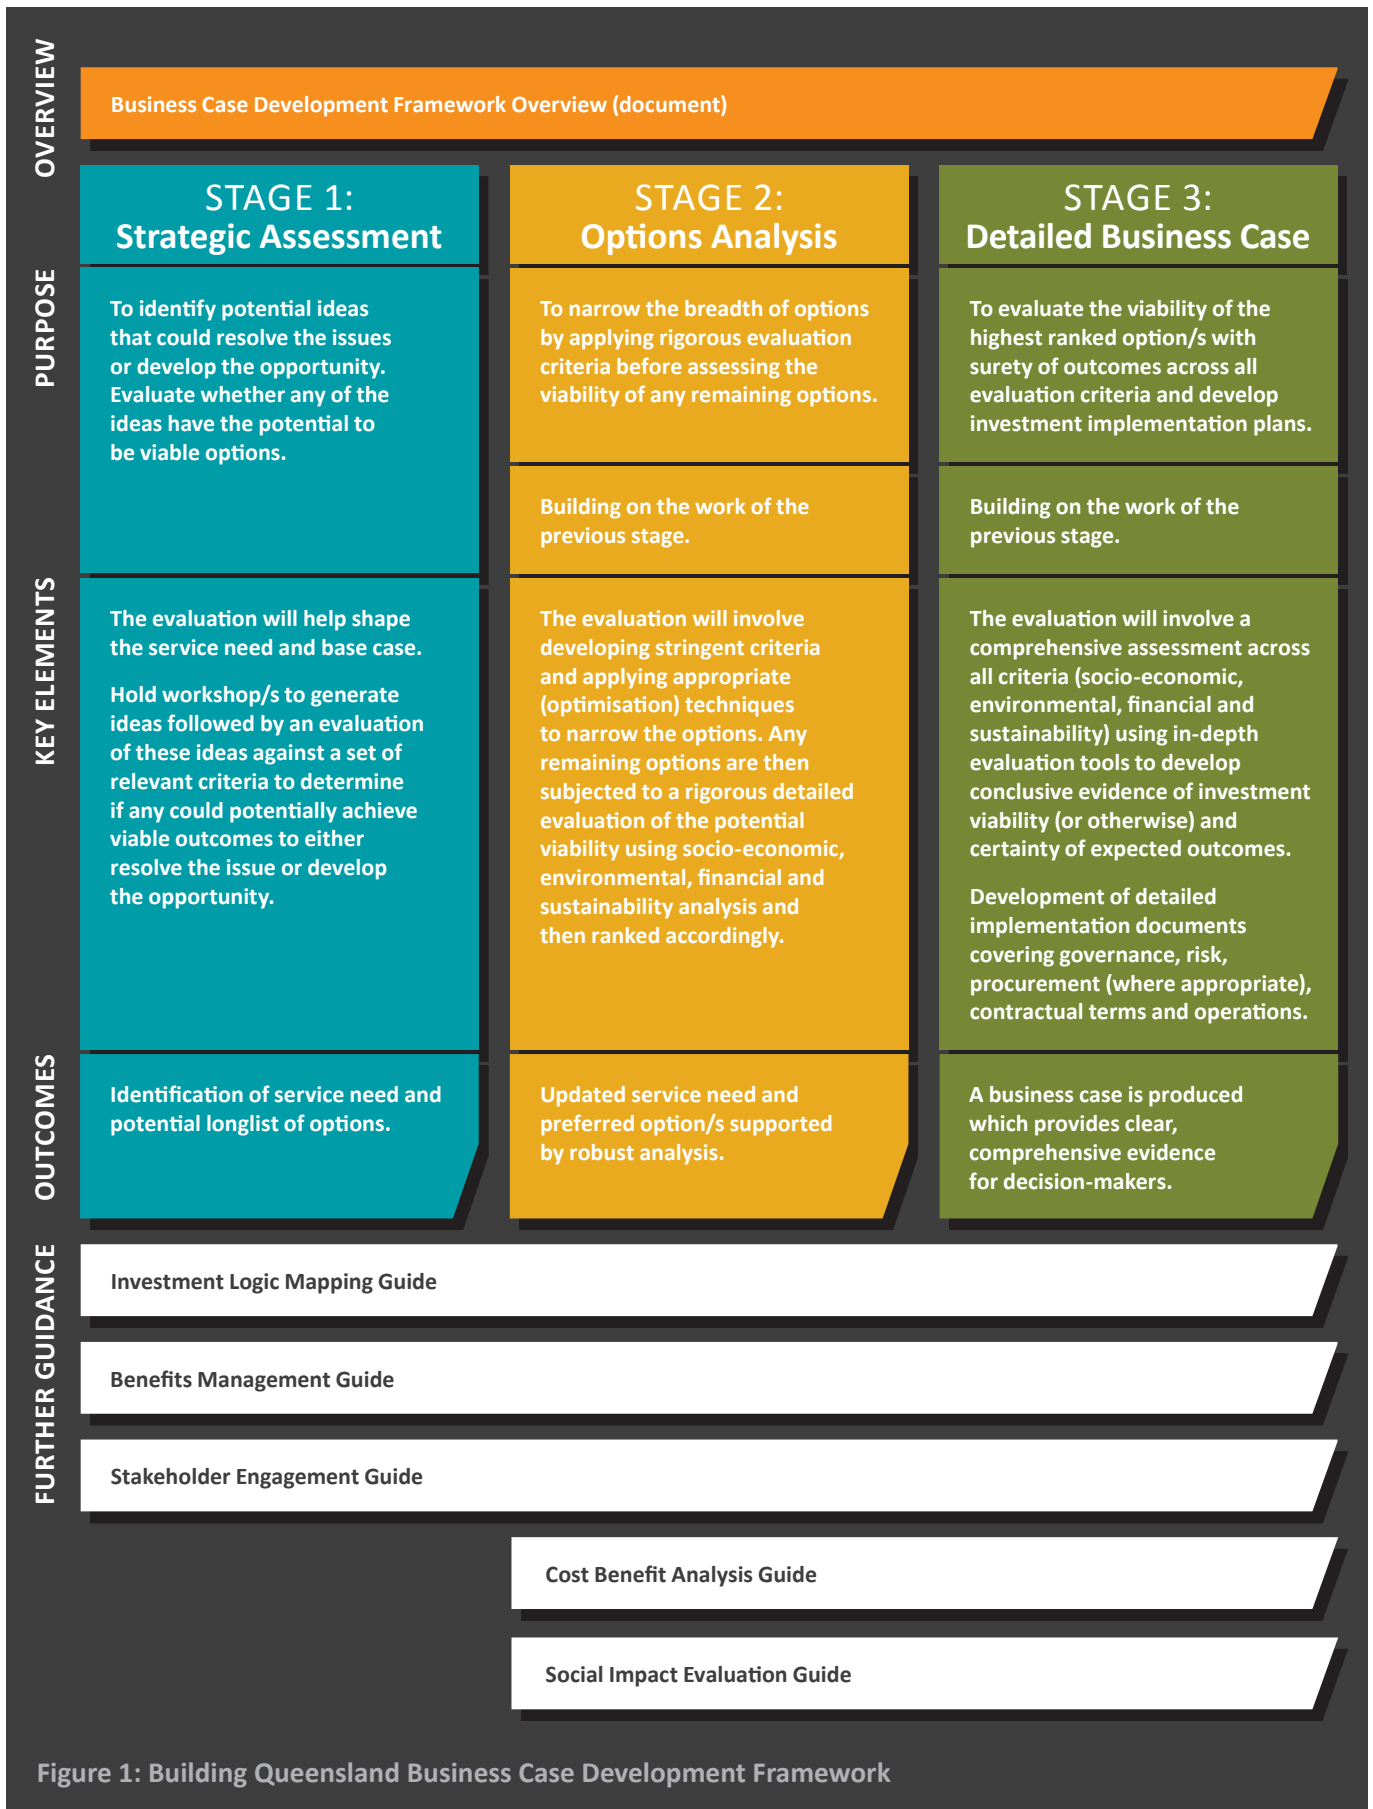 OVERVIEW
Business Case Development Framework Overview (document)
STAGE 1:
Strategic Assessment
STAGE 2:
Options Analysis
STAGE 3:
Detailed Business Case
PURPOSE
To identify potential ideas
that could resolve the issues
or develop the opportunity.
Evaluate whether any of the
ideas have the potential to
be viable options.
To narrow the breadth of options
by applying rigorous evaluation
criteria before assessing the
viability of any remaining options.
To evaluate the viability of the
highest ranked option/s with
surety of outcomes across all
evaluation criteria and develop
investment implementation plans.
Building on the work of the
previous stage.
Building on the work of the
previous stage.
KEY ELEMENTS
The evaluation will help shape
the service need and base case.
Hold workshop/s to generate
ideas followed by an evaluation
of these ideas against a set of
relevant criteria to determine
if any could potentially achieve
viable outcomes to either
resolve the issue or develop
the opportunity.
The evaluation will involve
developing stringent criteria
and applying appropriate
(optimisation) techniques
to narrow the options. Any
remaining options are then
subjected to a rigorous detailed
evaluation of the potential
viability using socio-economic,
environmental, financial and
sustainability analysis and
then ranked accordingly.
The evaluation will involve a
comprehensive assessment across
all criteria (socio-economic,
environmental, financial and
sustainability) using in-depth
evaluation tools to develop
conclusive evidence of investment
viability (or otherwise) and
certainty of expected outcomes.
Development of detailed
implementation documents
covering governance, risk,
procurement (where appropriate),
contractual terms and operations.
OUTCOMES
Identification of service need and
potential longlist of options.
Updated service need and
preferred option/s supported
by robust analysis.
A business case is produced
which provides clear,
comprehensive evidence
for decision-makers.
FURTHER GUIDANCE
Investment Logic Mapping Guide
Benefits Management Guide
Stakeholder Engagement Guide
Cost Benefit Analysis Guide
Social Impact Evaluation Guide
Figure 1: Building Queensland Business Case Development Framework